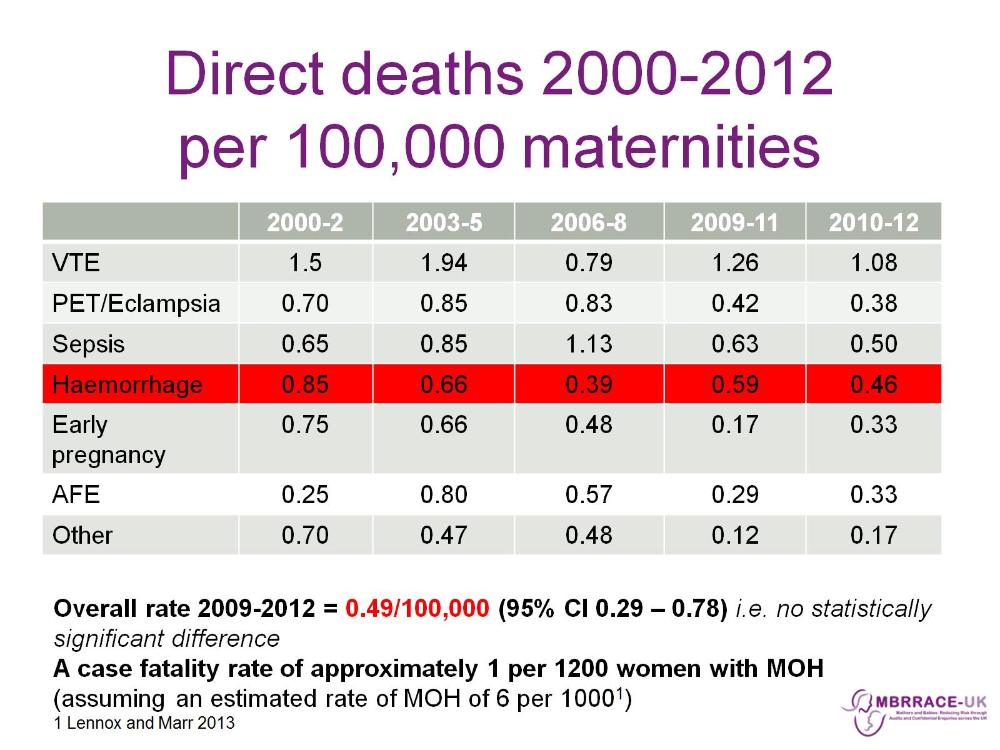 Direct deaths 2000-2012
per 100,000 maternities
2000-2 2003-5 2006-8 2009-11 2010-12
VTE 1.5 1.94 0.79 1.26 1.08
PET/Eclampsia 0.70 0.85 0.83 0.42 0.38
Sepsis 0.65 0.85 1.13 0.63 0.50
Haemorrhage 0.85 0.66 0.39 0.59 0.46
Early 0.75 0.66 0.48 0.17 0.33
pregnancy
AFE 0.25 0.80 0.57 0.29 0.33
Other 0.70 0.47 0.48 0.12 0.17
Overall rate 2009-2012 = 0.49/100,000 (95% CI 0.29 – 0.78) i.e. no statistically
significant difference
A case fatality rate of approximately 1 per 1200 women with MOH
(assuming an estimated rate of MOH of 6 per 1000¹)
1 Lennox and Marr 2013
MBRRACE-UK
Mothers and Babies: Reducing Risk through
Audits and Confidential Enquiries across the UK